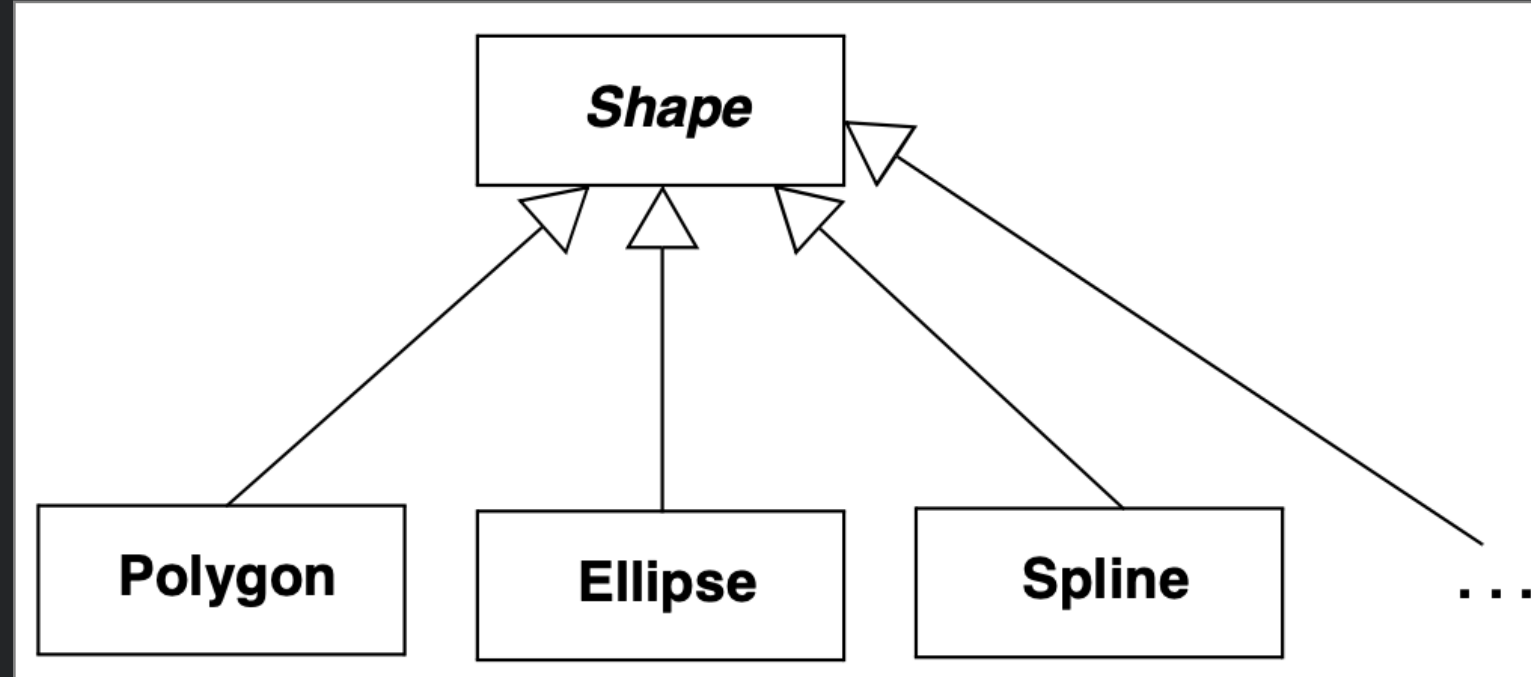 Shape
Polygon
Ellipse
Spline
. . .